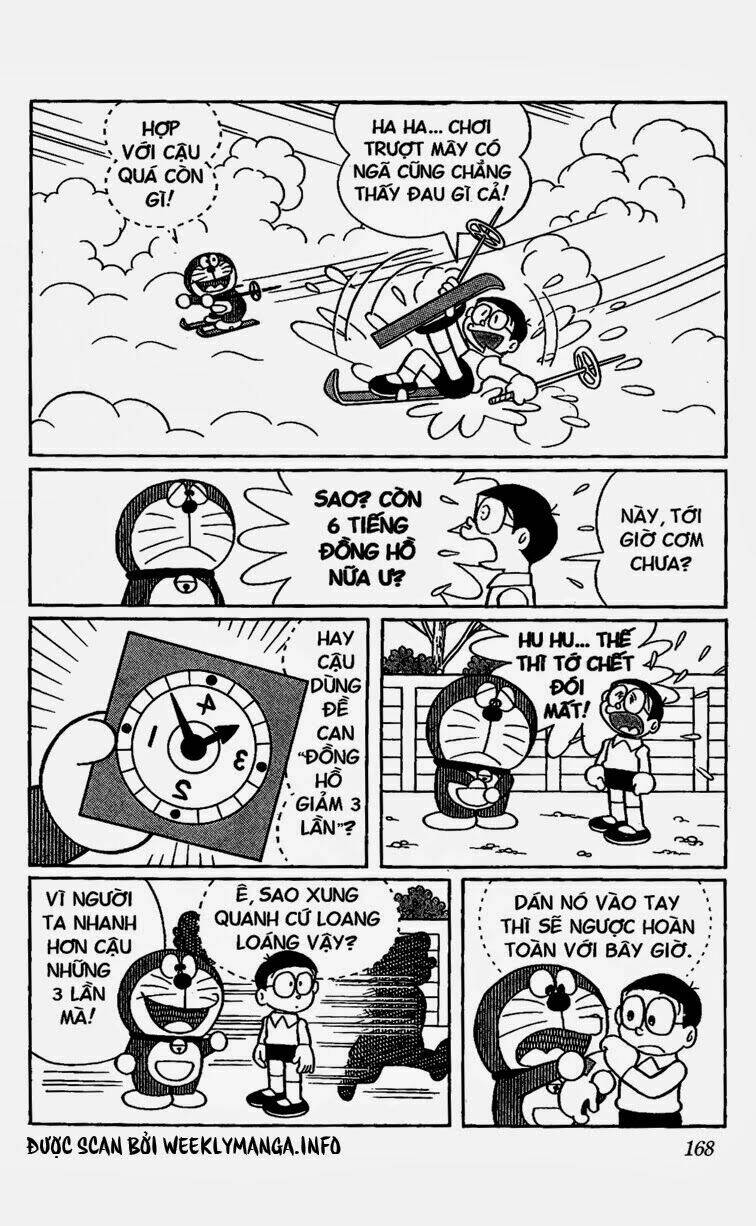 HA HA... CHƠI
TRƯỢT MÂY CÓ
NGÃ CŨNG CHẲNG
THẤY ĐAU GÌ CẢ!
HỢP
VỚI CẬU
QUÁ CÒN
GÌ!
NÀY, TỚI
GIỜ CƠM
CHƯA?
SAO? CÒN
6 TIẾNG
ĐỒNG HỒ
NỮA Ư?
HU HU... THẾ
THÌ TỚ CHẾT
ĐÓI
MẤT!
HAY
CẬU
DÙNG
ĐỀ
CAN
"ĐỒNG
HỒ
GIẢM 3
LẦN"?
4
1
3
2
DÁN NÓ VÀO TAY
THÌ SẼ NGƯỢC HOÀN
TOÀN VỚI BÂY GIỜ.
Ê, SAO XUNG
QUANH CỨ LOANG
LOÁNG VẬY?
VÌ NGƯỜI
TA NHANH
HƠN CẬU
NHỮNG
3 LẦN
MÀ!
ĐƯỢC SCAN BỞI WEEKLYMANGA.INFO
168